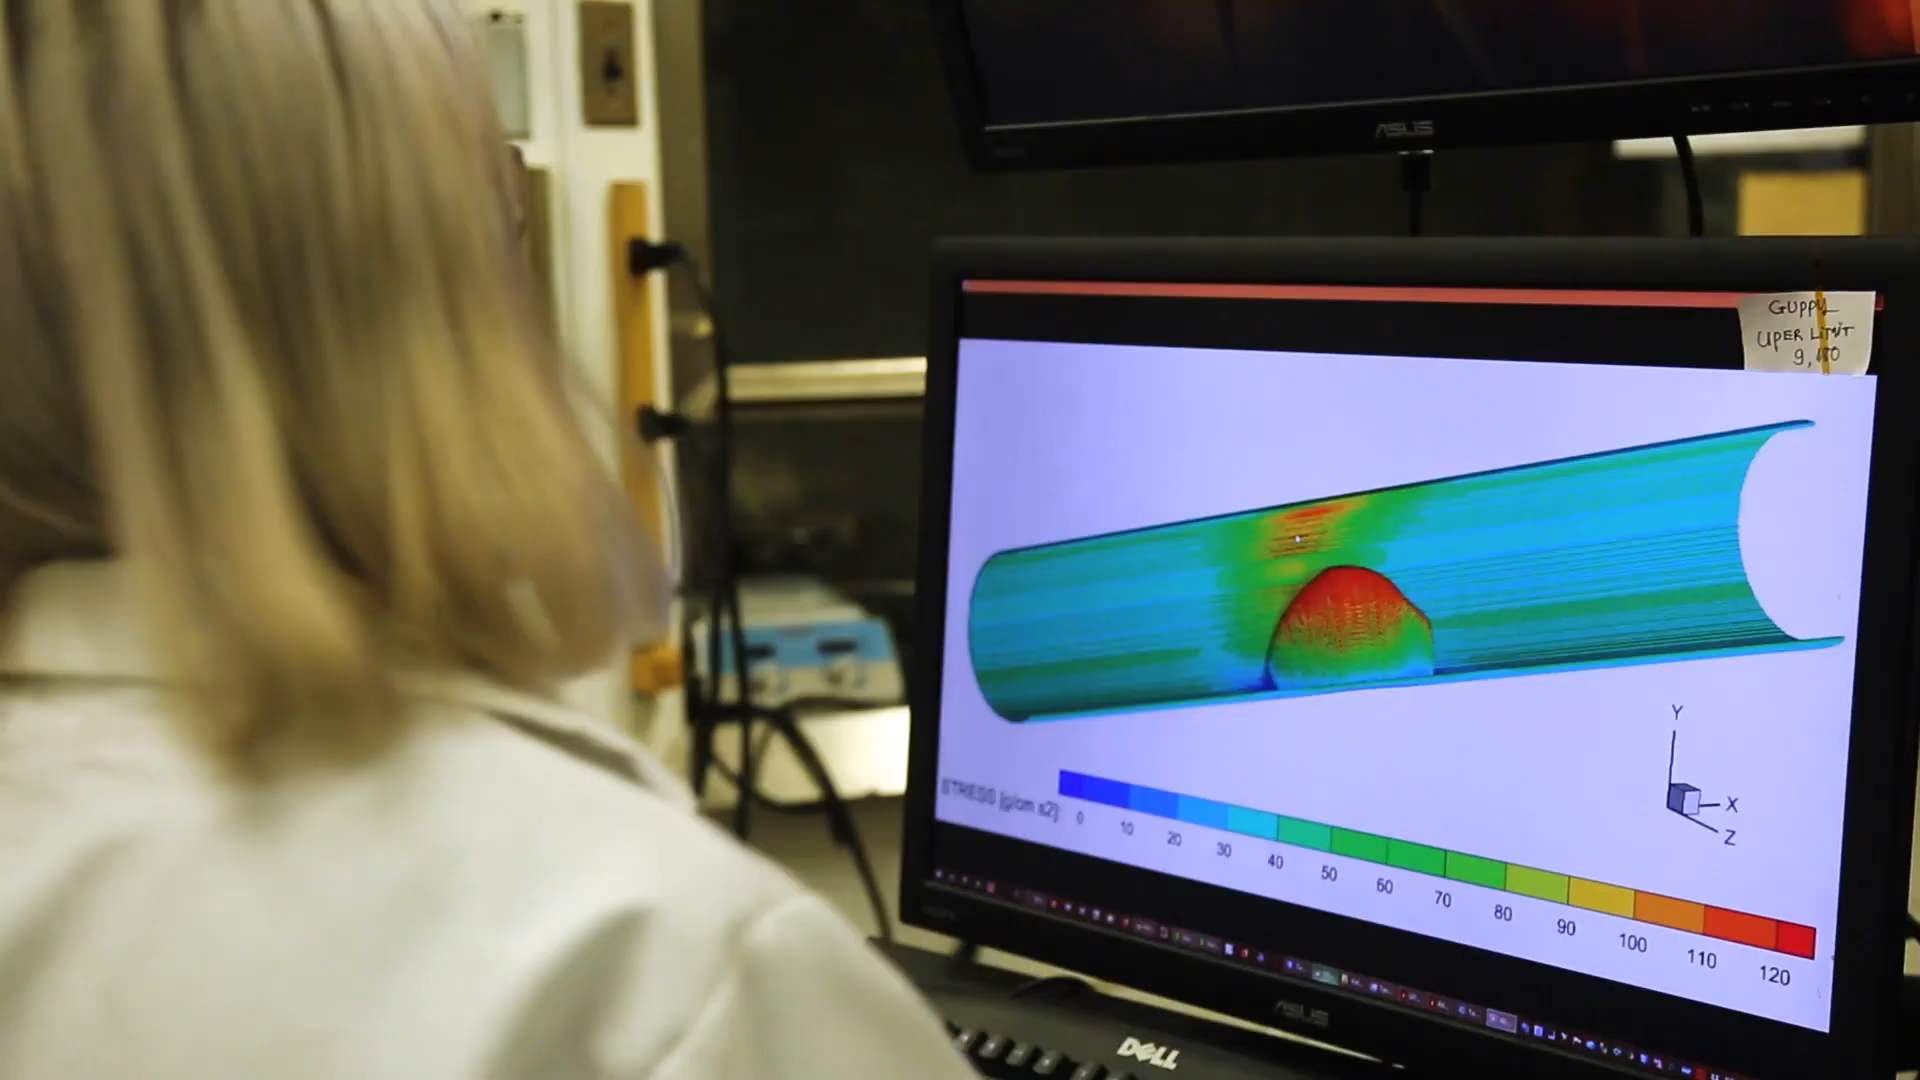 ASUS
GUPPY
UPER LIMIT
Y
X
Z
STRESS [g/cm s2]:
0 10 20 30 40 50 60 70 80 90 100 110 120
ASUS
DELL